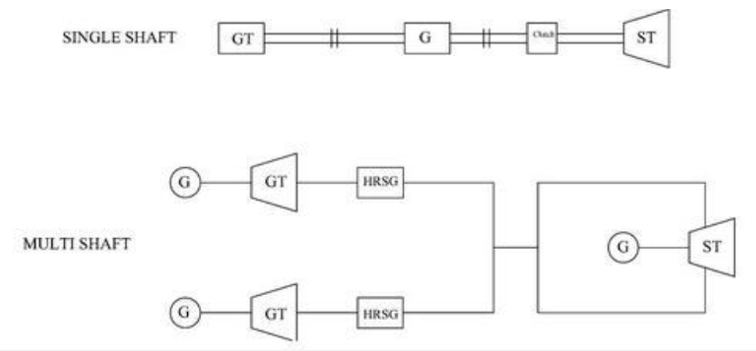 SINGLE SHAFT GT G Clutch ST
G GT HRSG
MULTI SHAFT G ST
G GT HRSG